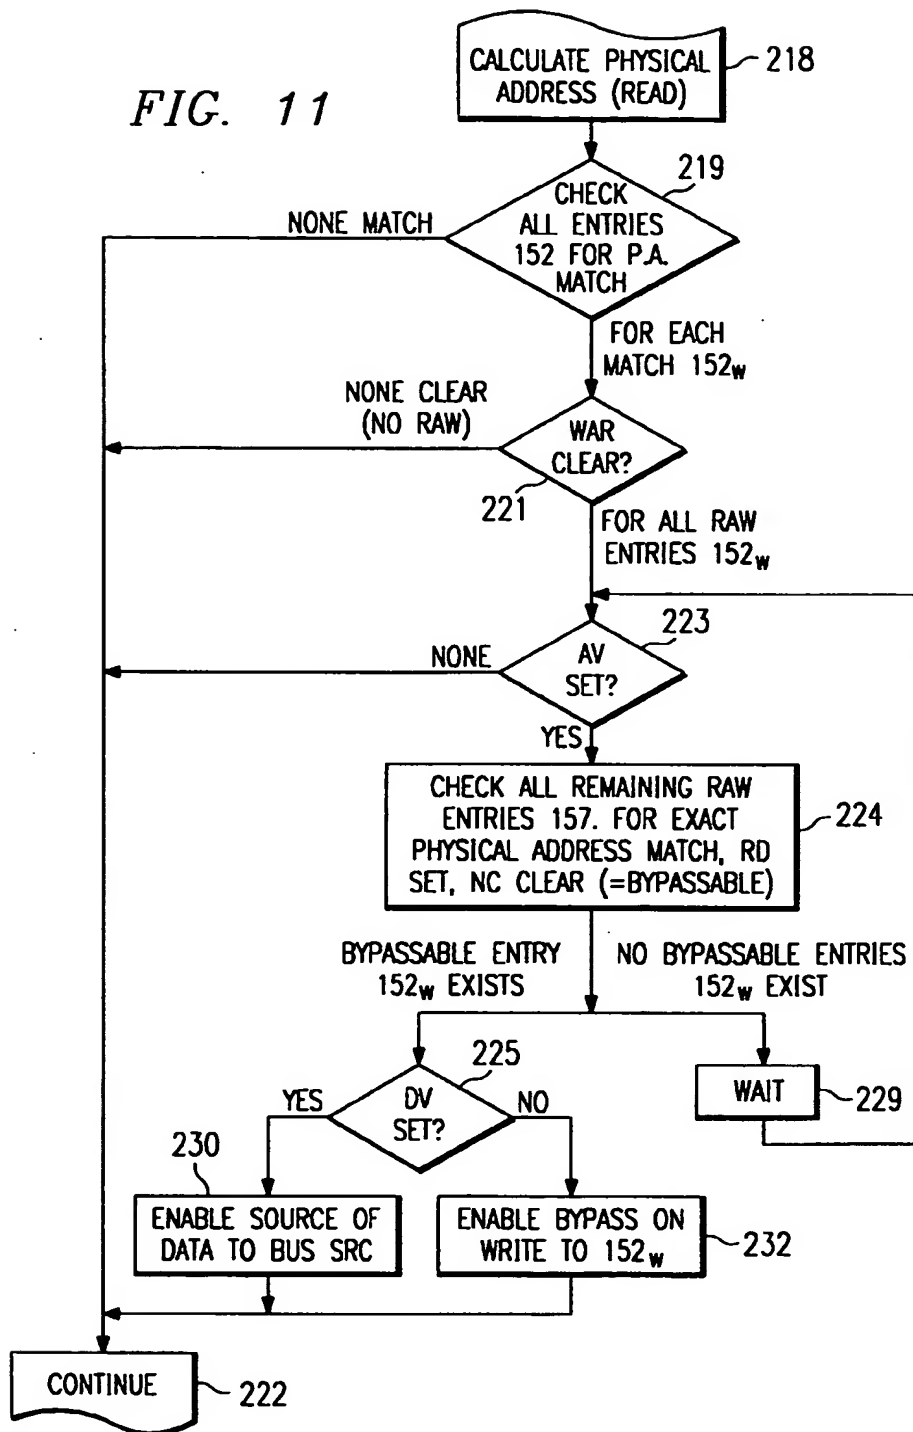 FIG. 11
CALCULATE PHYSICAL
ADDRESS (READ)
218
219
CHECK
ALL ENTRIES
152 FOR P.A.
MATCH
NONE MATCH
FOR EACH
MATCH 152w
NONE CLEAR
(NO RAW)
WAR
CLEAR?
221
FOR ALL RAW
ENTRIES 152w
223
AV
SET?
NONE
YES
CHECK ALL REMAINING RAW
ENTRIES 157. FOR EXACT
PHYSICAL ADDRESS MATCH, RD
SET, NC CLEAR (=BYPASSABLE)
224
BYPASSABLE ENTRY
152w EXISTS
NO BYPASSABLE ENTRIES
152w EXIST
225
YES
DV
SET?
NO
WAIT
229
230
ENABLE SOURCE OF
DATA TO BUS SRC
ENABLE BYPASS ON
WRITE TO 152w
232
CONTINUE
222